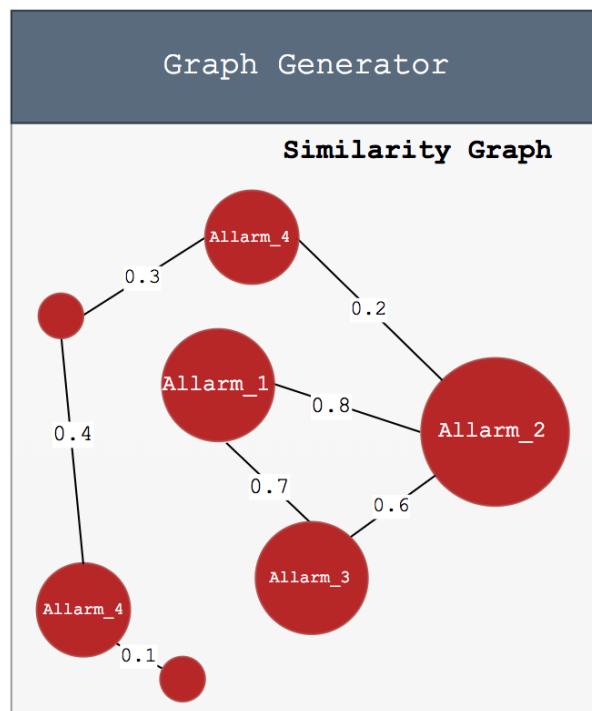 Graph Generator
Similarity Graph
Allarm_4
0.3
0.2
Allarm_1
0.8
Allarm_2
0.4
0.7
0.6
Allarm_3
Allarm_4
0.1